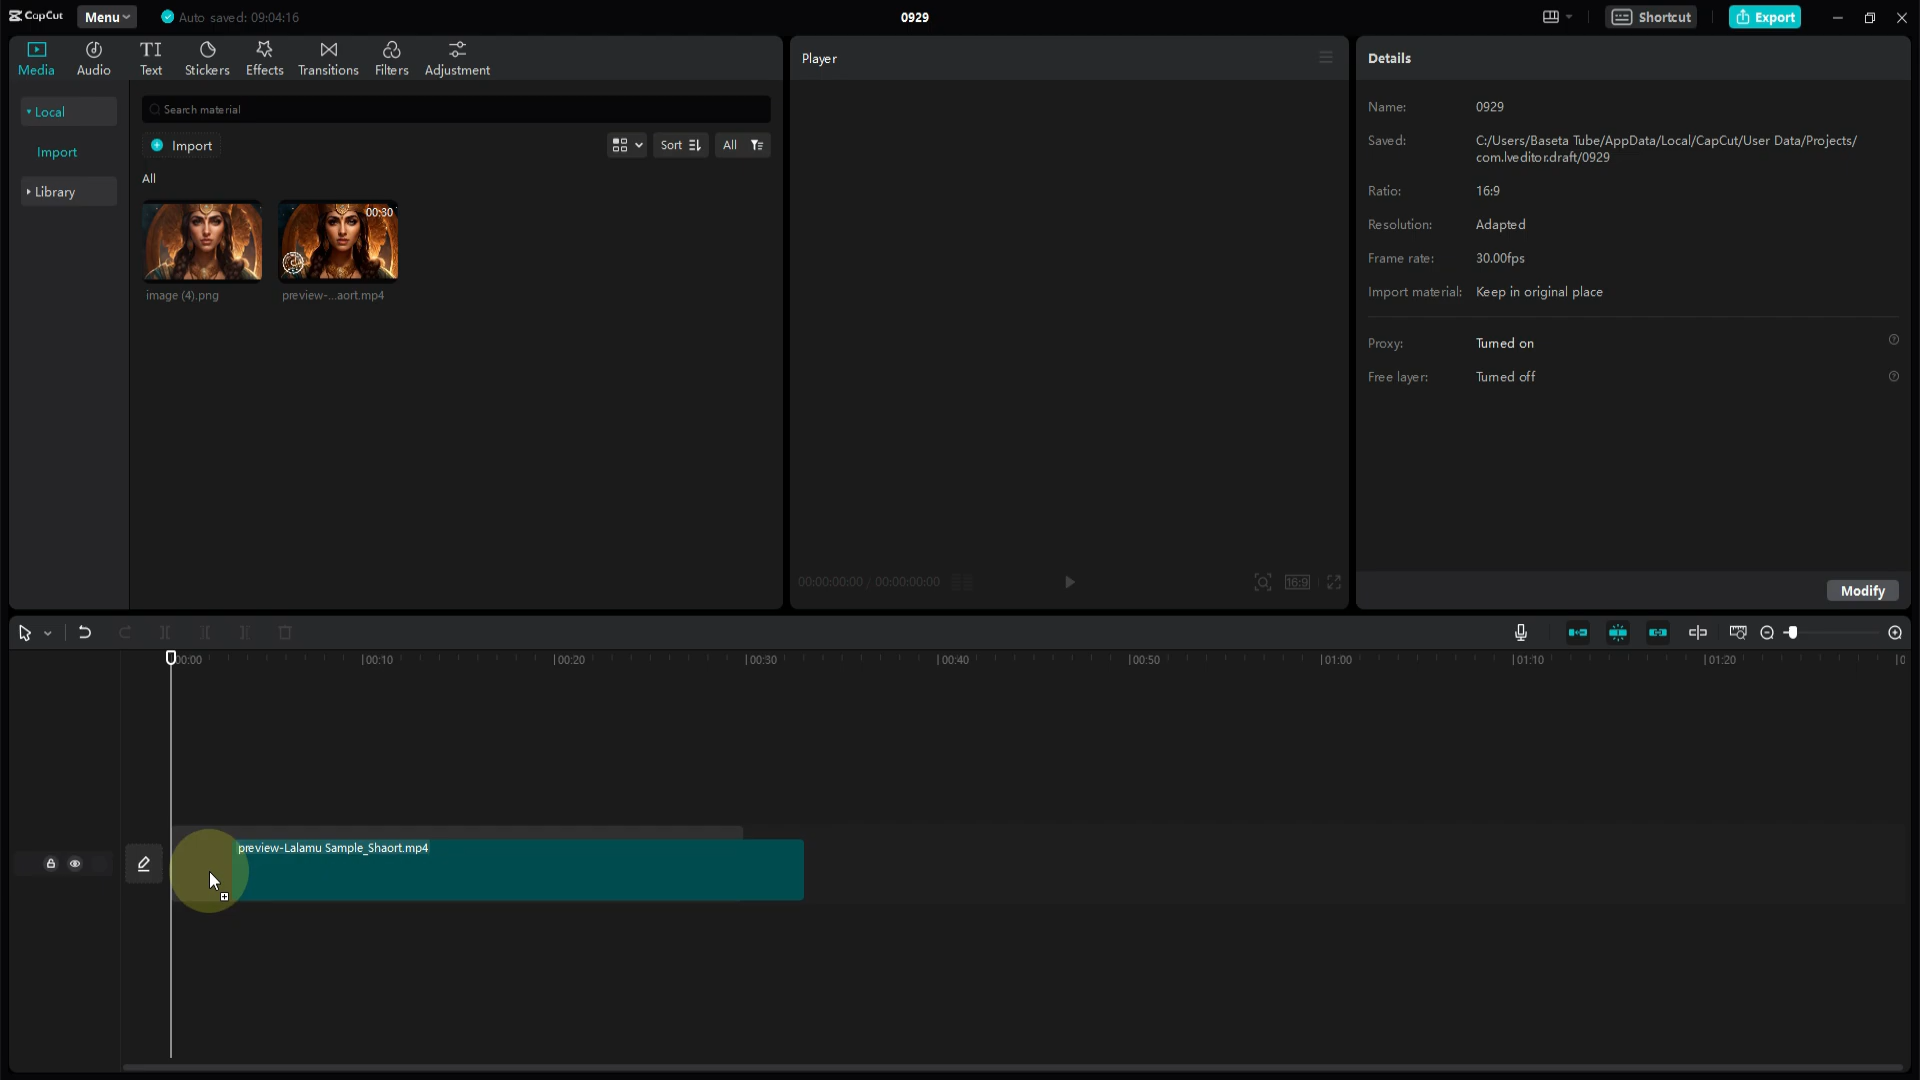 CapCut
Menu
Auto saved: 09:04:16
0929
Shortcut
Export
Media
Audio
TI
Text
Stickers
Effects
Transitions
Filters
Adjustment
Player
Details
Local
Import
Library
Search material
Import
Sort
All
All
00:30
image (4).png
preview-...aort.mp4
Name: 0929
Saved: C:/Users/Baseta Tube/AppData/Local/CapCut/User Data/Projects/
com.lveditor.draft/0929
Ratio: 16:9
Resolution: Adapted
Frame rate: 30.00fps
Import material: Keep in original place
Proxy: Turned on
Free layer: Turned off
00:00:00:00 / 00:00:00:00
16:9
Modify
00:00
00:10
00:20
00:30
00:40
00:50
01:00
01:10
01:20
preview-Lalamu Sample_Shaort.mp4